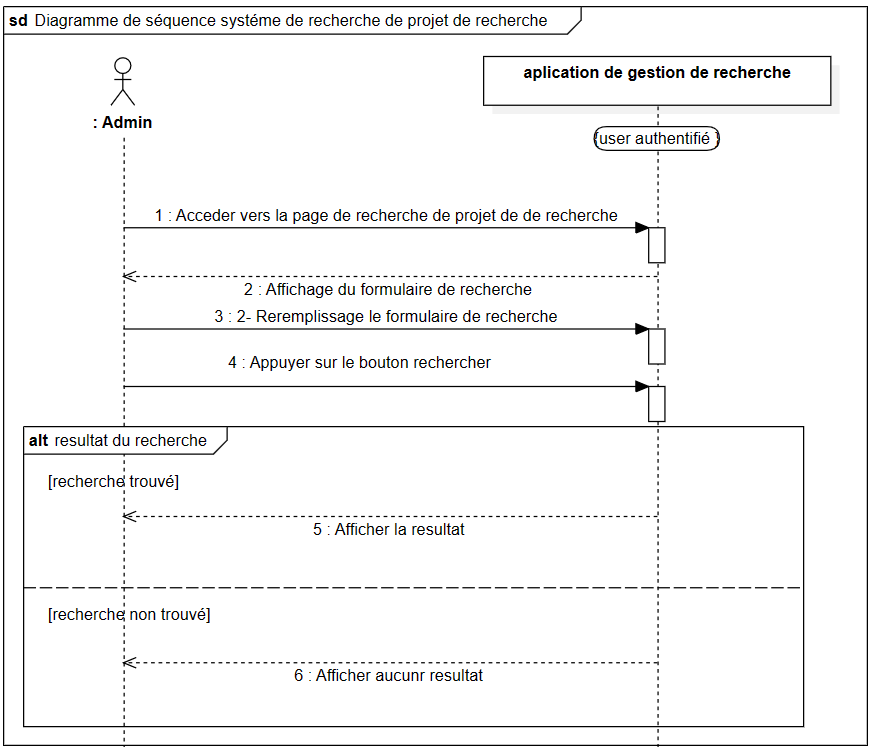 sd Diagramme de séquence systéme de recherche de projet de recherche
aplication de gestion de recherche
: Admin
{user authentifié }
1 : Acceder vers la page de recherche de projet de de recherche
2 : Affichage du formulaire de recherche
3 : 2- Reremplissage le formulaire de recherche
4 : Appuyer sur le bouton rechercher
alt resultat du recherche
[recherche trouvé]
5 : Afficher la resultat
[recherche non trouvé]
6 : Afficher aucunr resultat